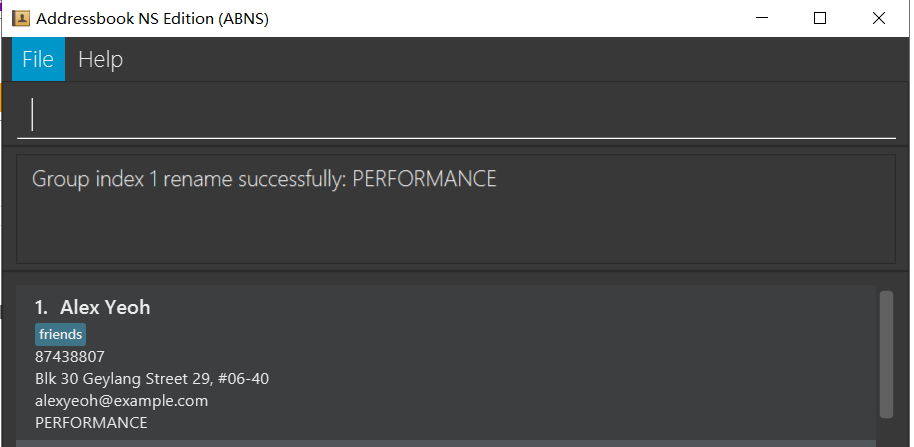 Addressbook NS Edition (ABNS)
File Help
Group index 1 rename successfully: PERFORMANCE
1. Alex Yeoh
friends
87438807
Blk 30 Geylang Street 29, #06-40
alexyeoh@example.com
PERFORMANCE